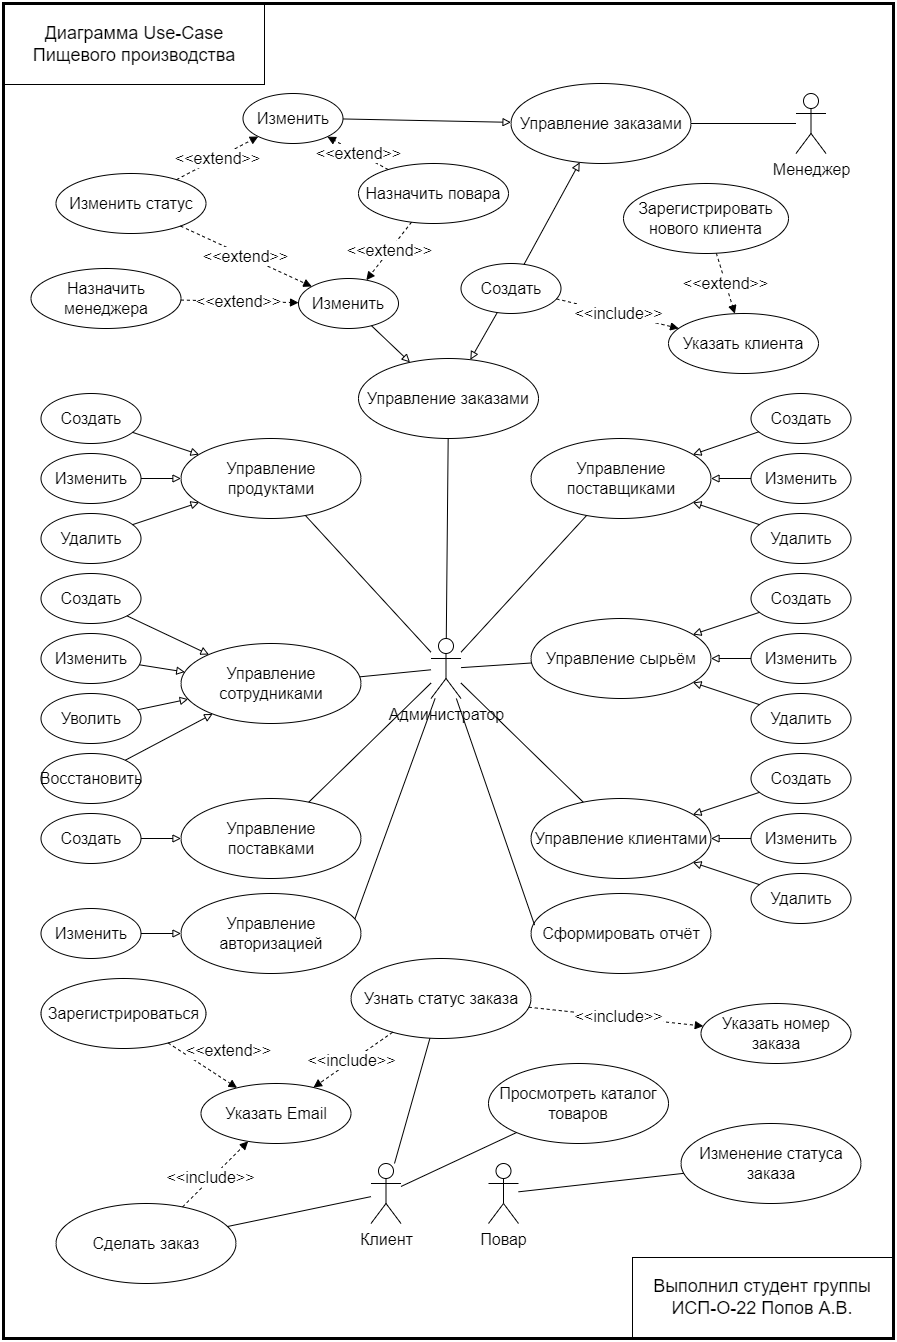 Диаграмма Use-Case
Пищевого производства
Изменить
Управление заказами
Менеджер
<<extend>>
<<extend>>
Изменить статус
Назначить повара
Зарегистрировать
нового клиента
<<extend>>
<<extend>>
Назначить
менеджера
<<extend>>
Изменить
Создать
<<extend>>
<<include>>
Указать клиента
Управление заказами
Создать
Изменить
Удалить
Управление
продуктами
Управление
поставщиками
Создать
Изменить
Удалить
Создать
Изменить
Уволить
Восстановить
Управление
сотрудниками
Администратор
Управление сырьём
Создать
Изменить
Удалить
Создать
Управление
поставками
Управление клиентами
Создать
Изменить
Удалить
Изменить
Управление
авторизацией
Сформировать отчёт
Зарегистрироваться
Узнать статус заказа
<<include>>
Указать номер
заказа
<<extend>>
<<include>>
Указать Email
Просмотреть каталог
товаров
<<include>>
Изменение статуса
заказа
Сделать заказ
Клиент
Повар
Выполнил студент группы
ИСП-О-22 Попов А.В.